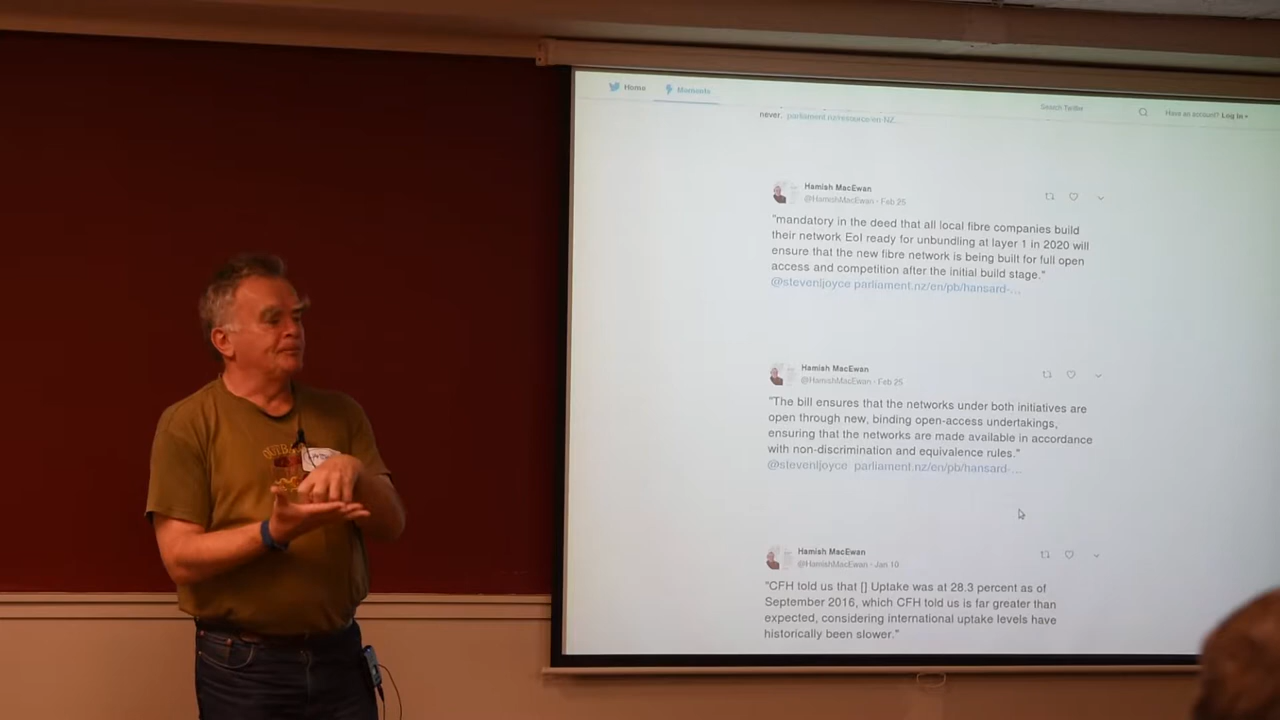 Home
Moments
Search Twitter
Have an account? Log in
never. parliament.nz/resource/en-NZ...
Hamish MacEwan
@HamishMacEwan · Feb 25
"mandatory in the deed that all local fibre companies build
their network EoI ready for unbundling at layer 1 in 2020 will
ensure that the new fibre network is being built for full open
access and competition after the initial build stage."
@stevenljoyce parliament.nz/en/pb/hansard-...
Hamish MacEwan
@HamishMacEwan · Feb 25
"The bill ensures that the networks under both initiatives are
open through new, binding open-access undertakings,
ensuring that the networks are made available in accordance
with non-discrimination and equivalence rules."
@stevenljoyce parliament.nz/en/pb/hansard-...
Hamish MacEwan
@HamishMacEwan · Jan 10
"CFH told us that [] Uptake was at 28.3 percent as of
September 2016, which CFH told us is far greater than
expected, considering international uptake levels have
historically been slower."